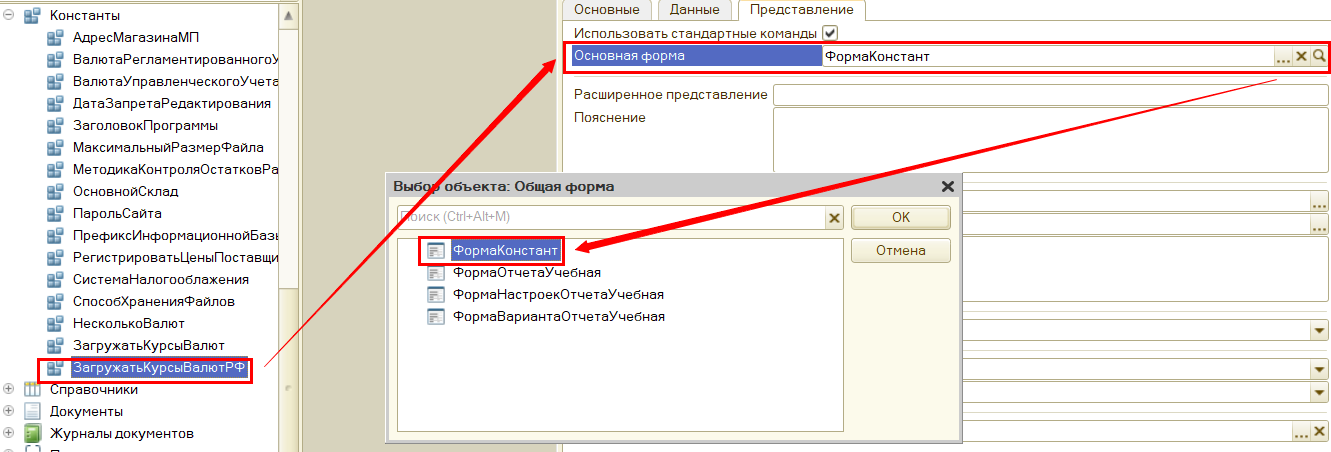 Константы
АдресМагазинаМП
ВалютаРегламентированногоУ
ВалютаУправленческогоУчета
ДатаЗапретаРедактирования
ЗаголовокПрограммы
МаксимальныйРазмерФайла
МетодикаКонтроляОстатковРа
ОсновнойСклад
ПарольСайта
ПрефиксИнформационнойБазы
РегистрироватьЦеныПоставщи
СистемаНалогооблажения
СпособХраненияФайлов
НесколькоВалют
ЗагружатьКурсыВалют
ЗагружатьКурсыВалютРФ
Справочники
Документы
Журналы документов
Основные
Данные
Представление
Использовать стандартные команды
Основная форма
ФормаКонстант
Расширенное представление
Пояснение
Выбор объекта: Общая форма
Поиск (Ctrl+Alt+M)
OK
Отмена
ФормаКонстант
ФормаОтчетаУчебная
ФормаНастроекОтчетаУчебная
ФормаВариантаОтчетаУчебная